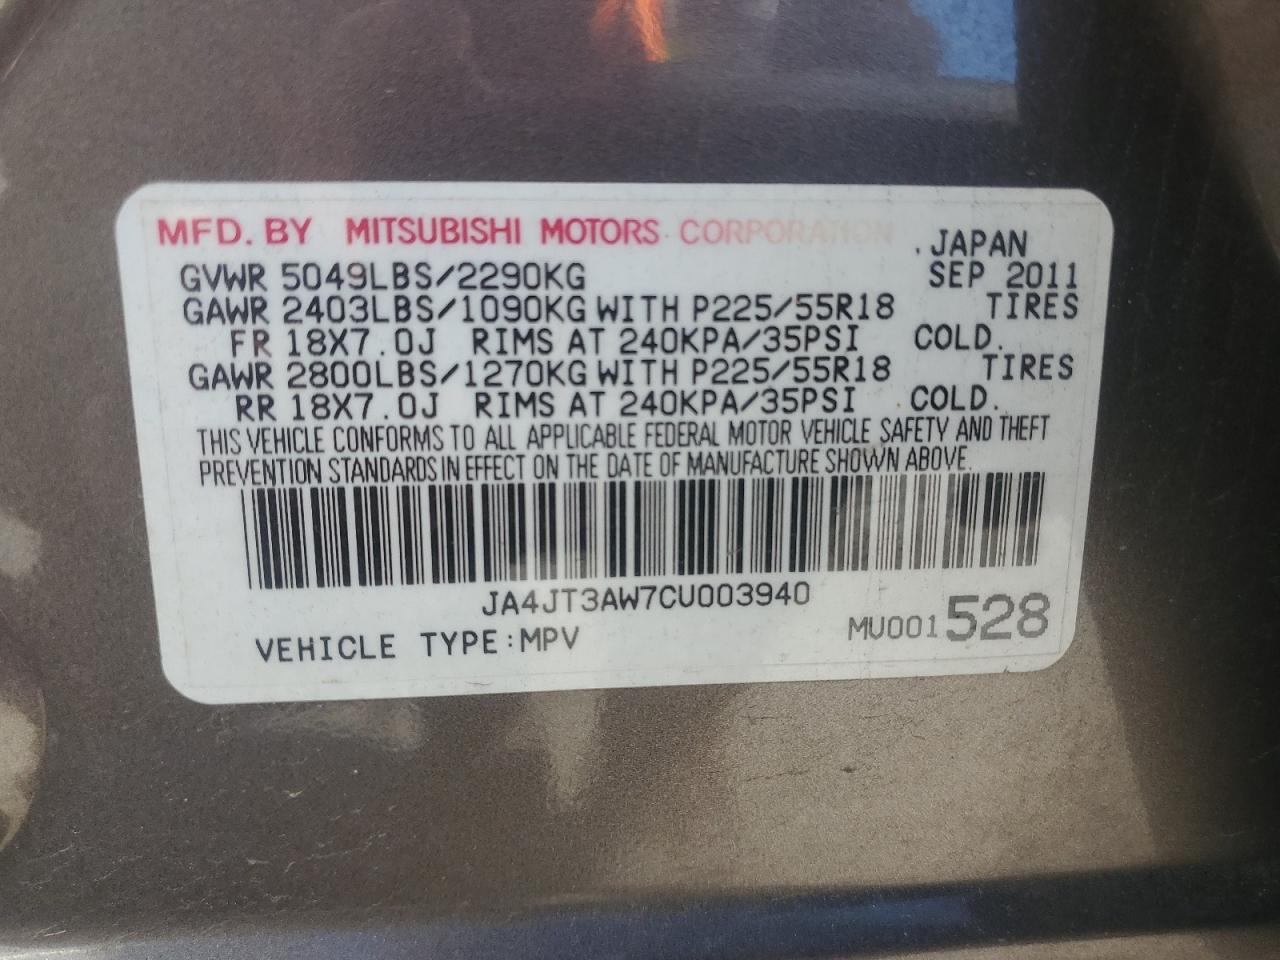 MFD. BY MITSUBISHI MOTORS CORPORATION .JAPAN
GVWR 5049LBS/2290KG SEP 2011
GAWR 2403LBS/1090KG WITH P225/55R18 TIRES
FR 18X7.0J RIMS AT 240KPA/35PSI COLD.
GAWR 2800LBS/1270KG WITH P225/55R18 TIRES
RR 18X7.0J RIMS AT 240KPA/35PSI COLD.
THIS VEHICLE CONFORMS TO ALL APPLICABLE FEDERAL MOTOR VEHICLE SAFETY AND THEFT
PREVENTION STANDARDS IN EFFECT ON THE DATE OF MANUFACTURE SHOWN ABOVE.
JA4JT3AW7CU003940
VEHICLE TYPE:MPV MU001528